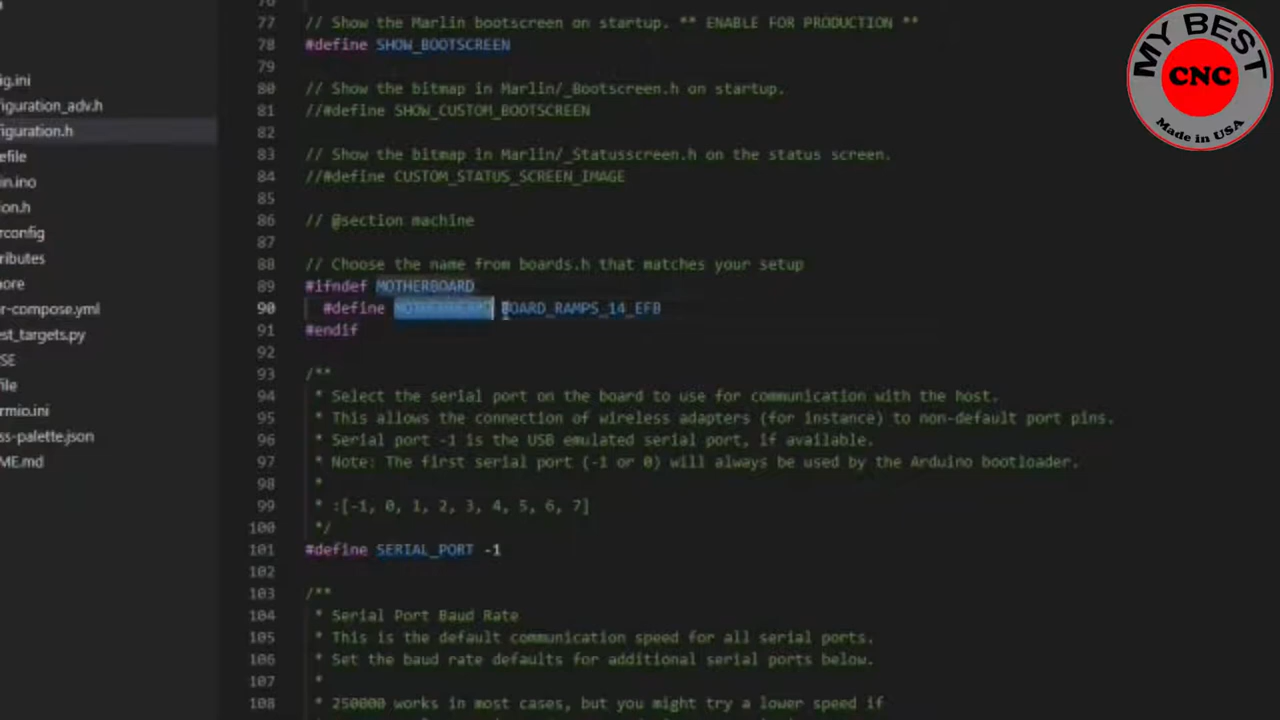 76
77 // Show the Marlin bootscreen on startup. ** ENABLE FOR PRODUCTION **
78 #define SHOW_BOOTSCREEN
79
80 // Show the bitmap in Marlin/_Bootscreen.h on startup.
81 //#define SHOW_CUSTOM_BOOTSCREEN
82
83 // Show the bitmap in Marlin/_Statusscreen.h on the status screen.
84 //#define CUSTOM_STATUS_SCREEN_IMAGE
85
86 // @section machine
87
88 // Choose the name from boards.h that matches your setup
89 #ifndef MOTHERBOARD
90 #define MOTHERBOARD BOARD_RAMPS_14_EFB
91 #endif
92
93 /**
94 * Select the serial port on the board to use for communication with the host.
95 * This allows the connection of wireless adapters (for instance) to non-default port pins.
96 * Serial port -1 is the USB emulated serial port, if available.
97 * Note: The first serial port (-1 or 0) will always be used by the Arduino bootloader.
98 *
99 * :[-1, 0, 1, 2, 3, 4, 5, 6, 7]
100 */
101 #define SERIAL_PORT -1
102
103 /**
104 * Serial Port Baud Rate
105 * This is the default communication speed for all serial ports.
106 * Set the baud rate defaults for additional serial ports below.
107 *
108 * 250000 works in most cases, but you might try a lower speed if
ig.ini
figuration_adv.h
figuration.h
efile
in.ino
ion.h
rconfig
ributes
ore
r-compose.yml
est_targets.py
SE
file
rmio.ini
ss-palette.json
ME.md
MY BEST
CNC
Made in USA